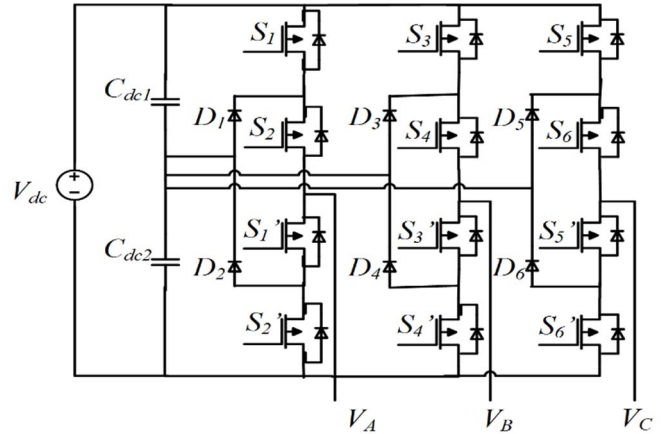 S1 S3 S5
Cdc1 D1 S2 D3 S4 D5 S6
+
Vdc
-
Cdc2 D2 S1' D4 S3' D6 S5'
S2' S4' S6'
VA VB VC